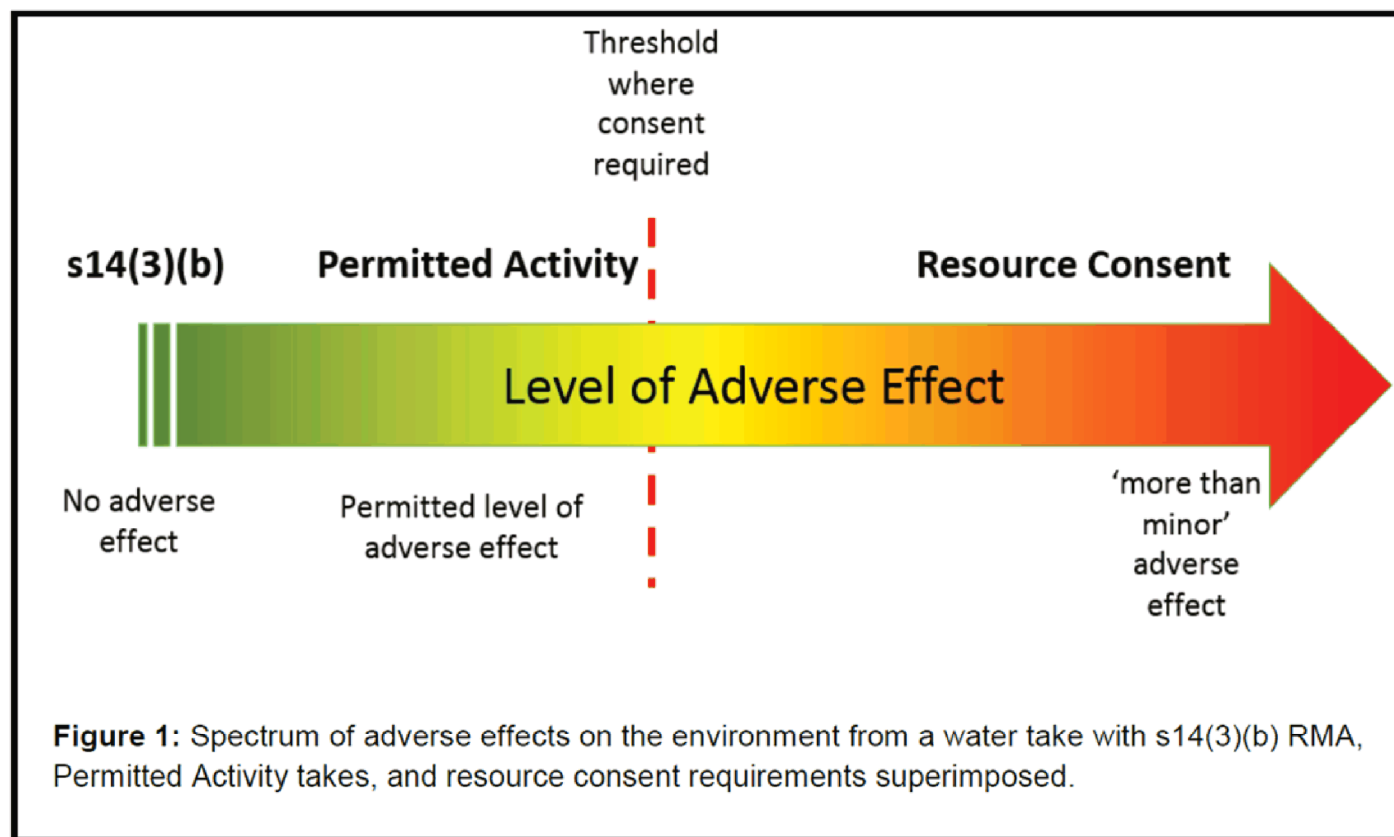 Threshold
where
consent
required
s14(3)(b)
Permitted Activity
Resource Consent
Level of Adverse Effect
No adverse
effect
Permitted level of
adverse effect
‘more than
minor’
adverse
effect
Figure 1: Spectrum of adverse effects on the environment from a water take with s14(3)(b) RMA,
Permitted Activity takes, and resource consent requirements superimposed.